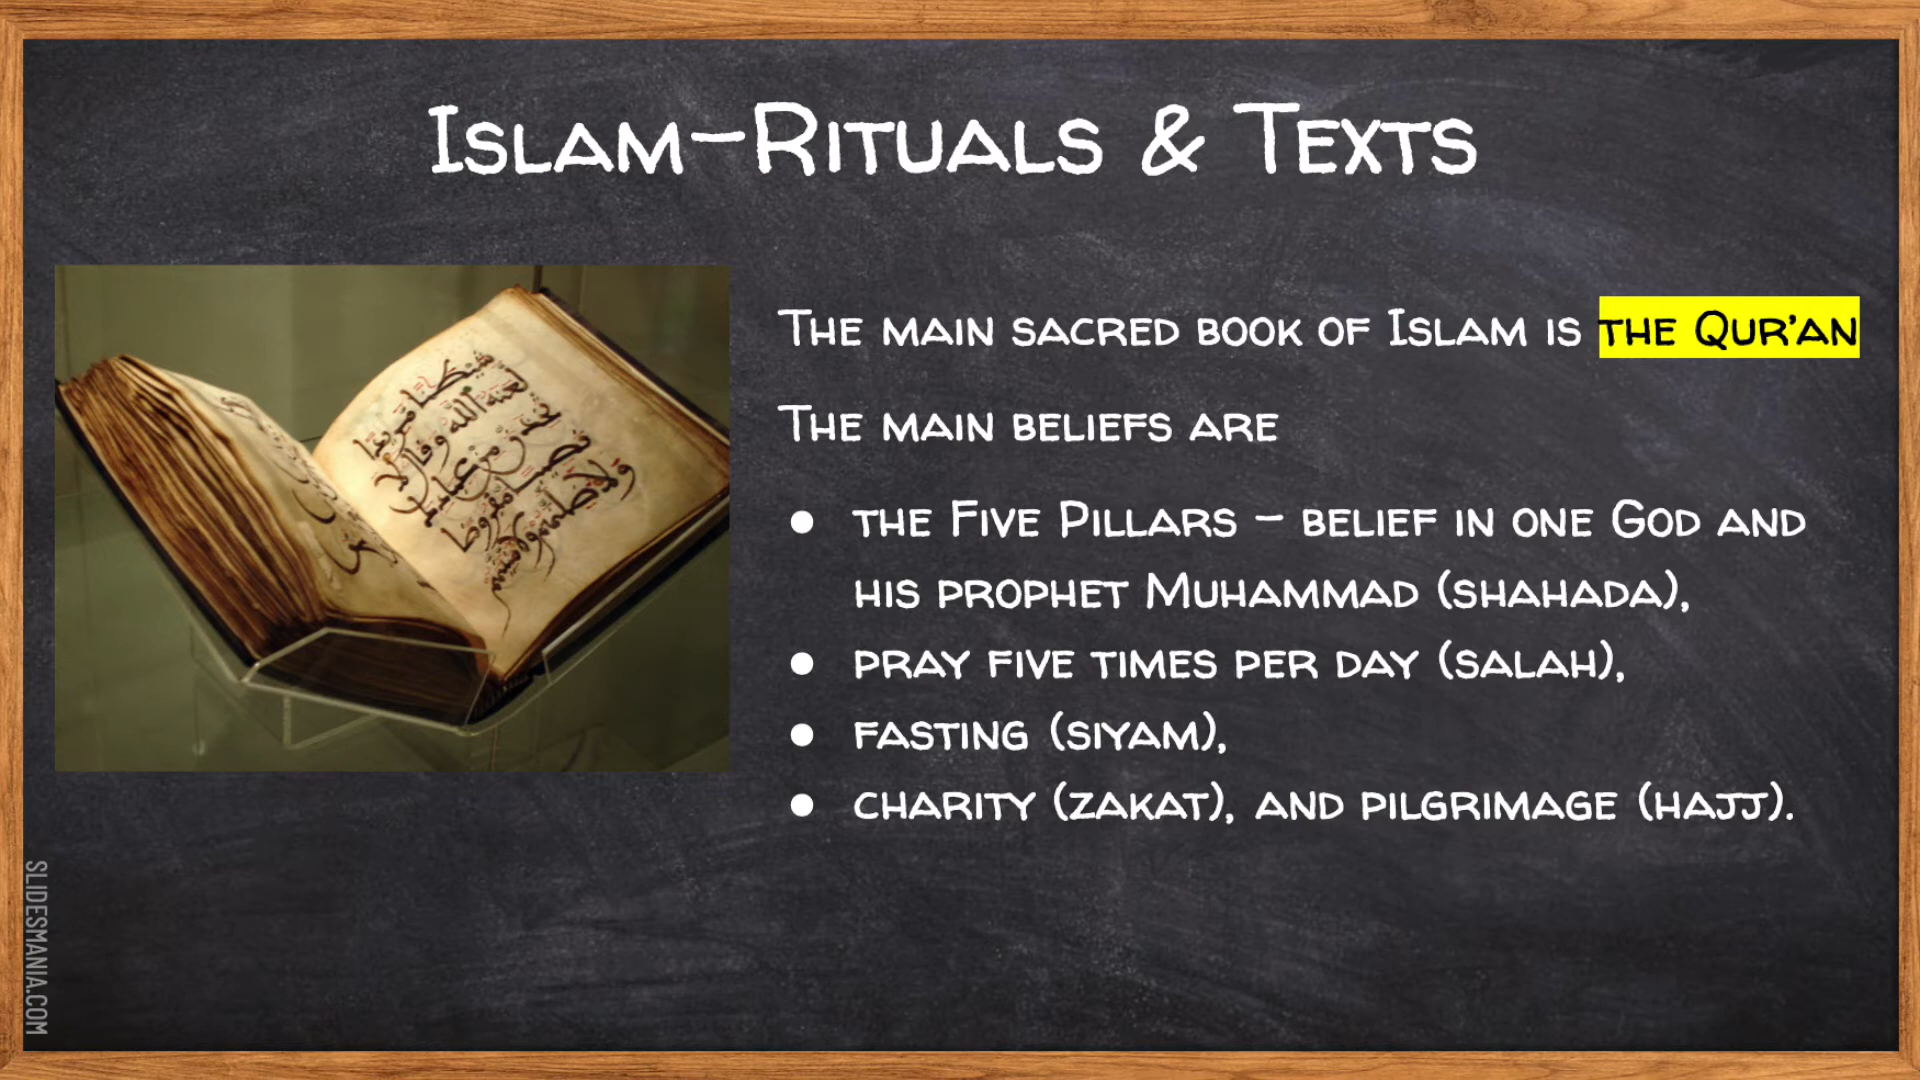 Islam-Rituals & Texts
The main sacred book of Islam is the Qur'an
The main beliefs are
● the Five Pillars – belief in one God and
his prophet Muhammad (shahada),
● pray five times per day (salah),
● fasting (siyam),
● charity (zakat), and pilgrimage (hajj).
SLIDESMANIA.COM